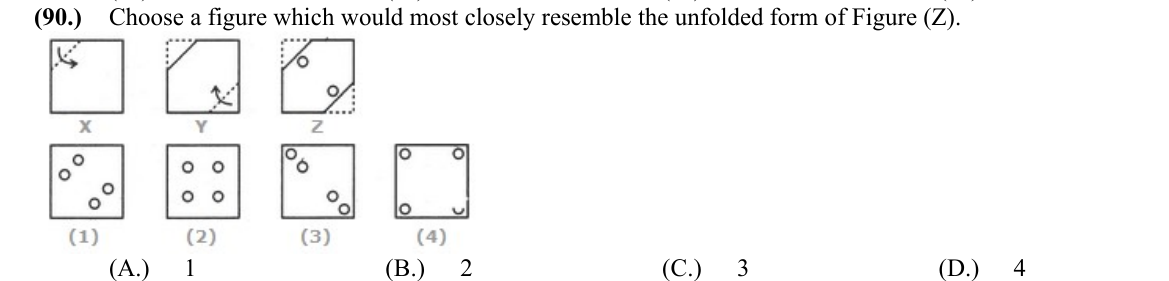 (90.) Choose a figure which would most closely resemble the unfolded form of Figure (Z).
X Y Z
(1) (2) (3) (4)
(A.) 1 (B.) 2 (C.) 3 (D.) 4